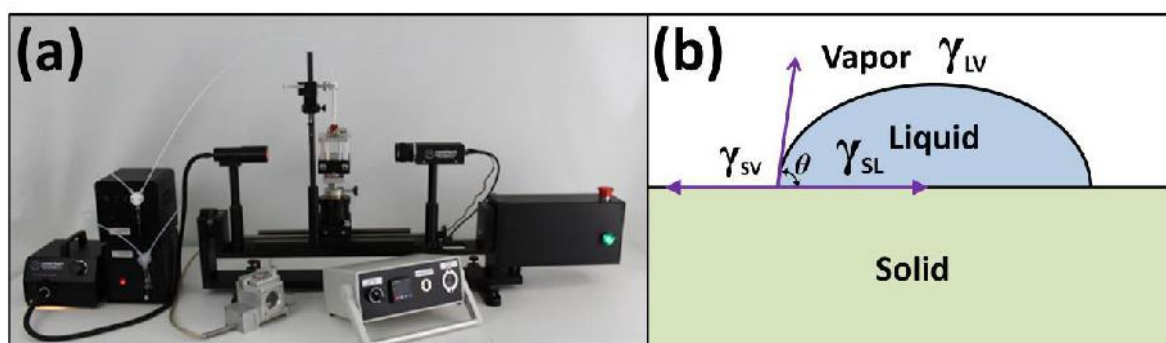 (a)
(b)
Vapor γLV
Liquid
γSV θ γSL
Solid